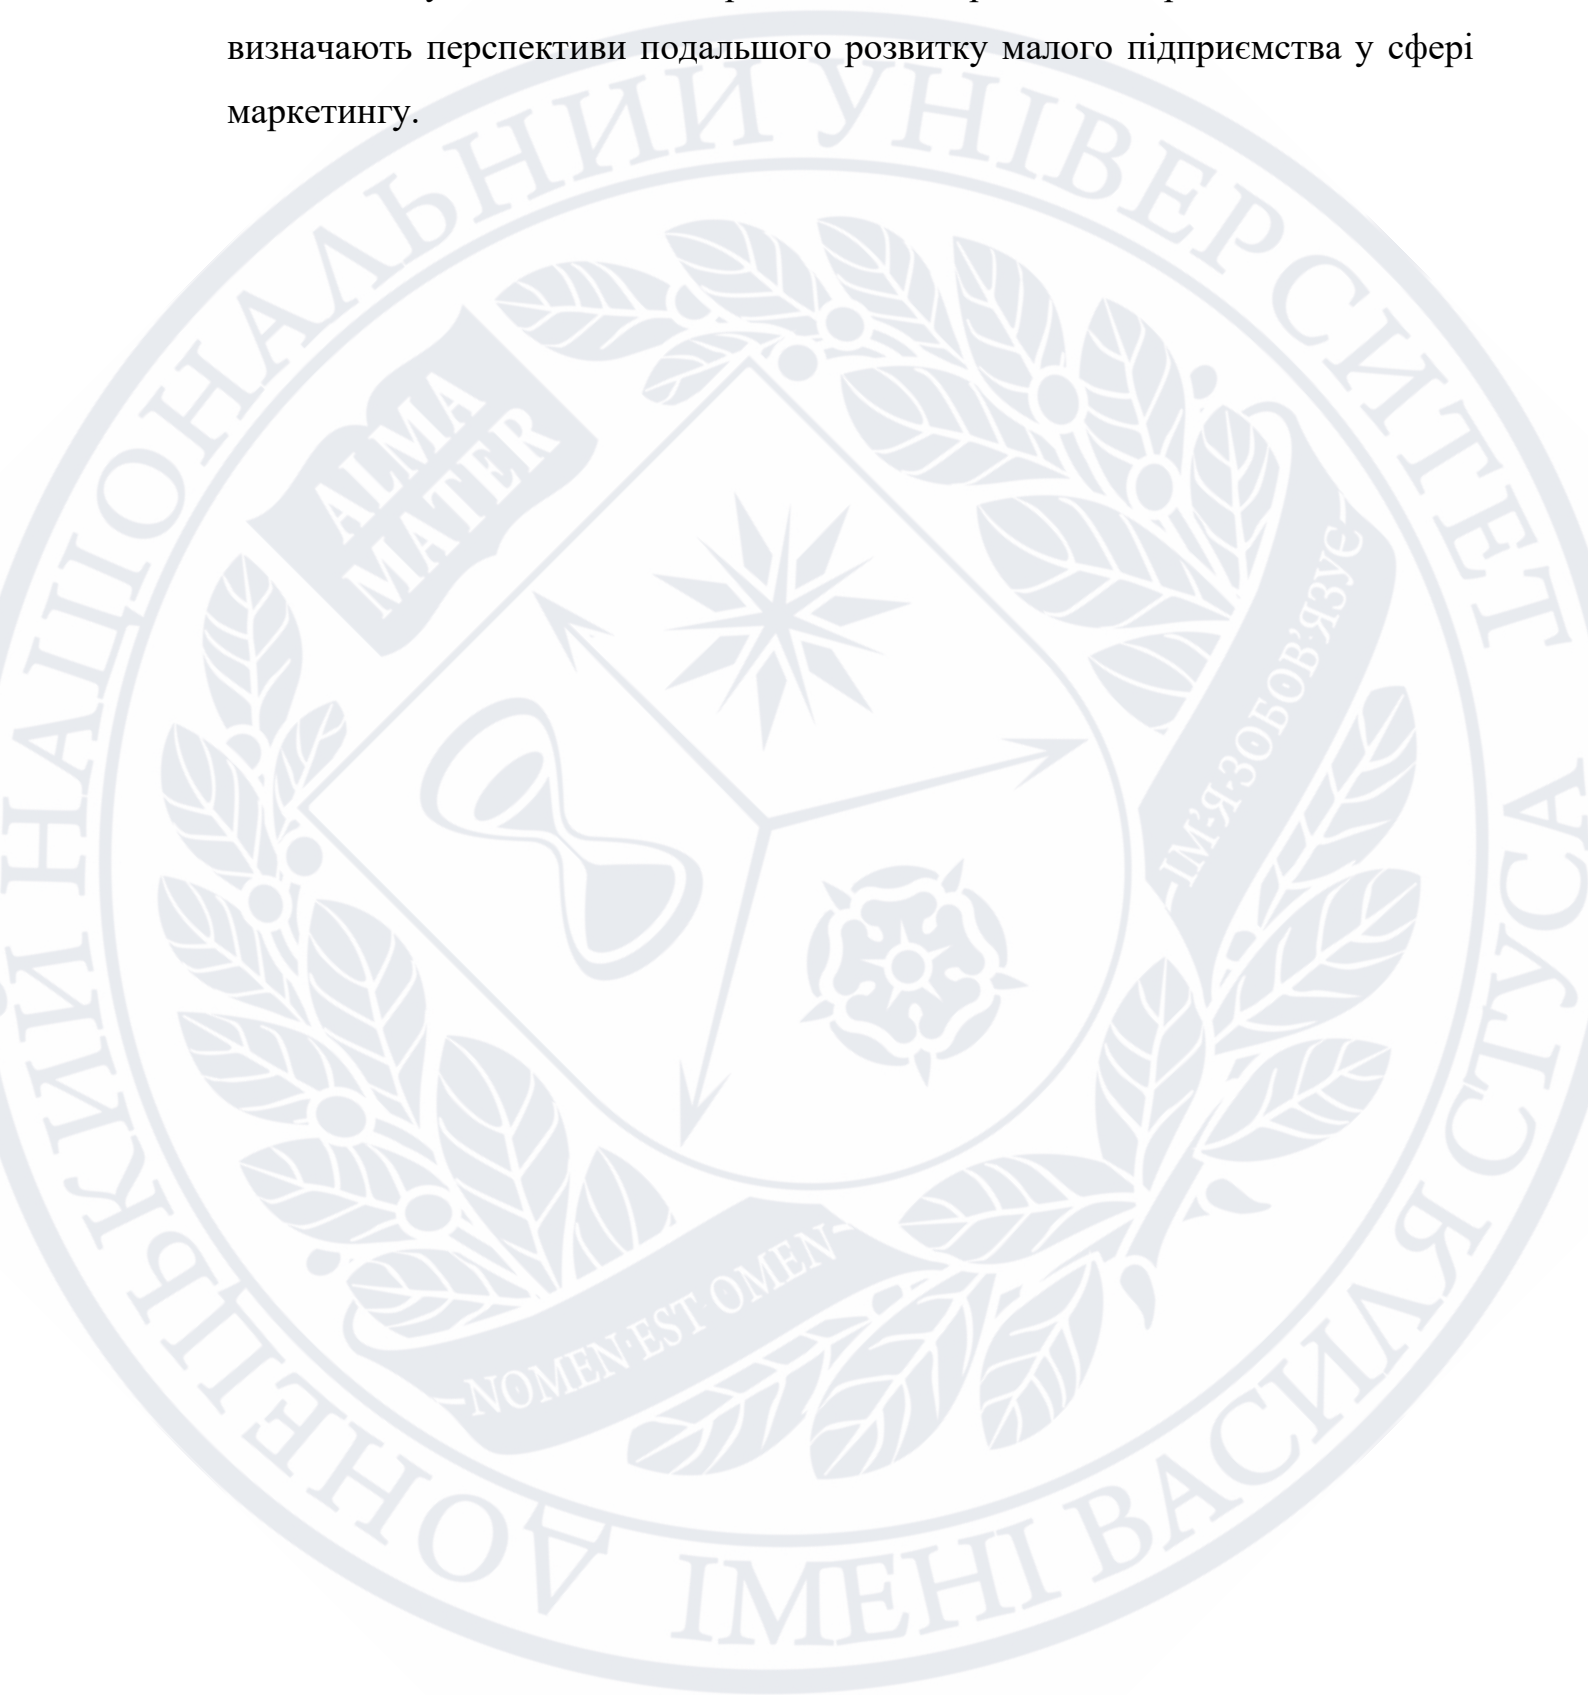 визначають перспективи подальшого розвитку малого підприємства у сфері
маркетингу.
ДОНЕЦЬКИЙ НАЦІОНАЛЬНИЙ УНІВЕРСИТЕТ ІМЕНІ ВАСИЛЯ СТУСА
ALMA
MATER
ІМ'Я ЗОБОВ'ЯЗУЄ
NOMEN EST OMEN